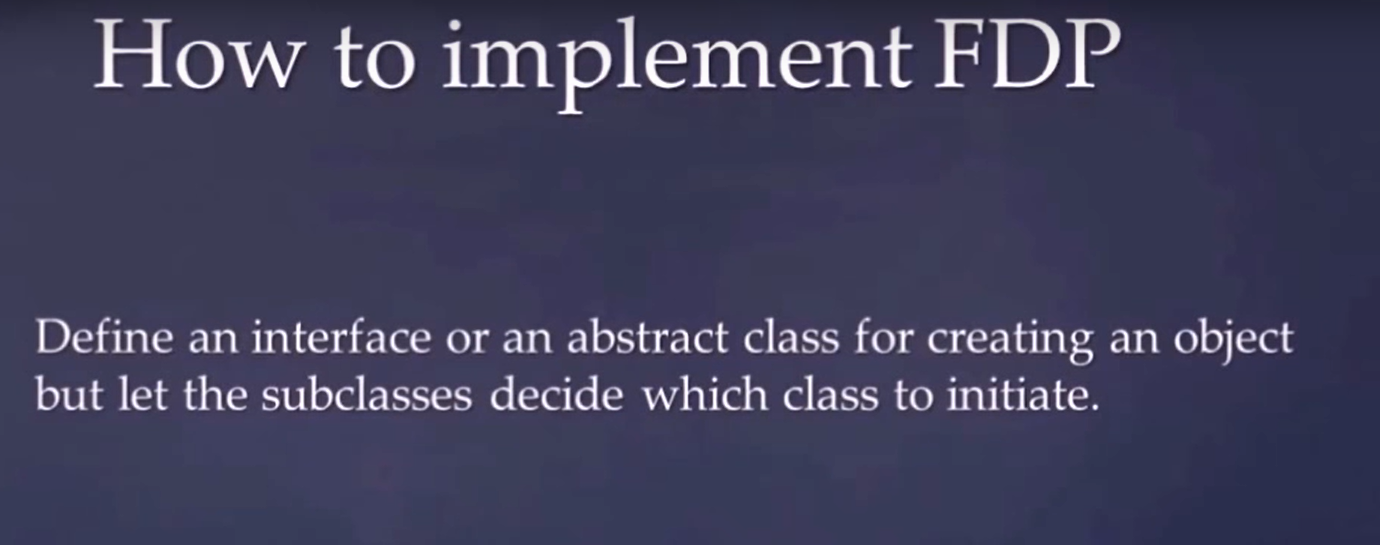 How to implement FDP
Define an interface or an abstract class for creating an object
but let the subclasses decide which class to initiate.